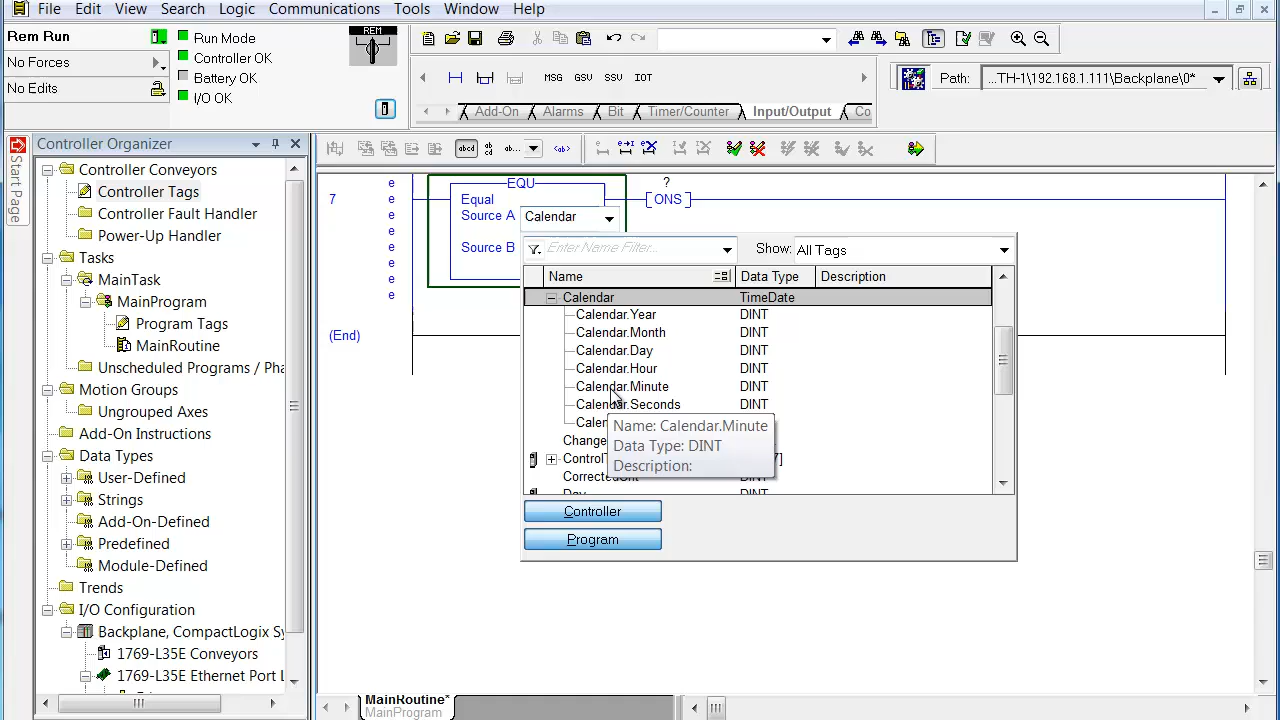 File Edit View Search Logic Communications Tools Window Help
Rem Run
Run Mode
REM
No Forces
Controller OK
Battery OK
No Edits
I/O OK
MSG GSV SSV IOT
Path: ...TH-1\192.168.1.111\Backplane\0*
Add-On Alarms Bit Timer/Counter Input/Output Co
Start Page
Controller Organizer
Controller Conveyors
Controller Tags
Controller Fault Handler
Power-Up Handler
Tasks
MainTask
MainProgram
Program Tags
MainRoutine
Unscheduled Programs / Pha
Motion Groups
Ungrouped Axes
Add-On Instructions
Data Types
User-Defined
Strings
Add-On-Defined
Predefined
Module-Defined
Trends
I/O Configuration
Backplane, CompactLogix Sy
1769-L35E Conveyors
1769-L35E Ethernet Port L
abcd ab... <ab>
e
e
e
e
e
e
e
e
7
(End)
EQU
Equal
Source A Calendar
Source B
?
ONS
Enter Name Filter...
Show: All Tags
Name Data Type Description
Calendar TimeDate
Calendar.Year DINT
Calendar.Month DINT
Calendar.Day DINT
Calendar.Hour DINT
Calendar.Minute DINT
Calendar.Seconds DINT
Name: Calendar.Minute
Data Type: DINT
Description:
Controller
Program
MainRoutine*
MainProgram